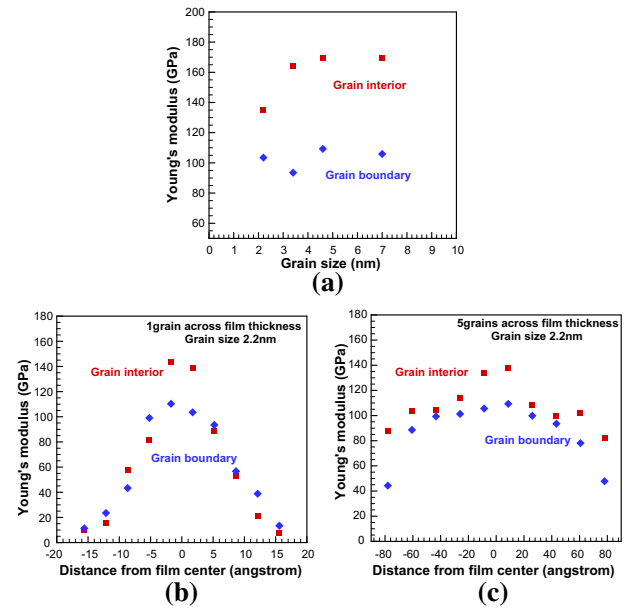 200
180
160
140
120
100
80
60
Young's modulus (GPa)
Grain interior
Grain boundary
0 1 2 3 4 5 6 7 8 9 10
Grain size (nm)
(a)
180
160
140
120
100
80
60
40
20
0
Young's modulus (GPa)
1grain across film thickness
Grain size 2.2nm
Grain interior
Grain boundary
-20 -15 -10 -5 0 5 10 15 20
Distance from film center (angstrom)
(b)
180
160
140
120
100
80
60
40
20
0
Young's modulus (GPa)
5grains across film thickness
Grain size 2.2nm
Grain interior
Grain boundary
-80 -60 -40 -20 0 20 40 60 80
Distance from film center (angstrom)
(c)